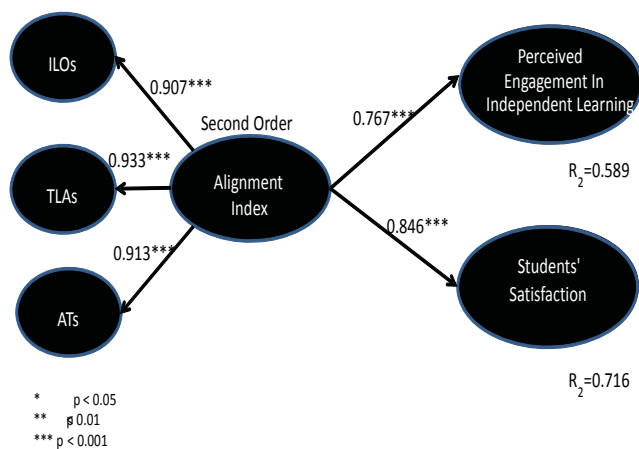 ILOs
0.907***
Second Order
0.933***
TLAs
Alignment
Index
0.913***
ATs
0.767***
Perceived
Engagement In
Independent Learning
R2=0.589
0.846***
Students'
Satisfaction
R2=0.716
* p < 0.05
** 0.01
*** p < 0.001